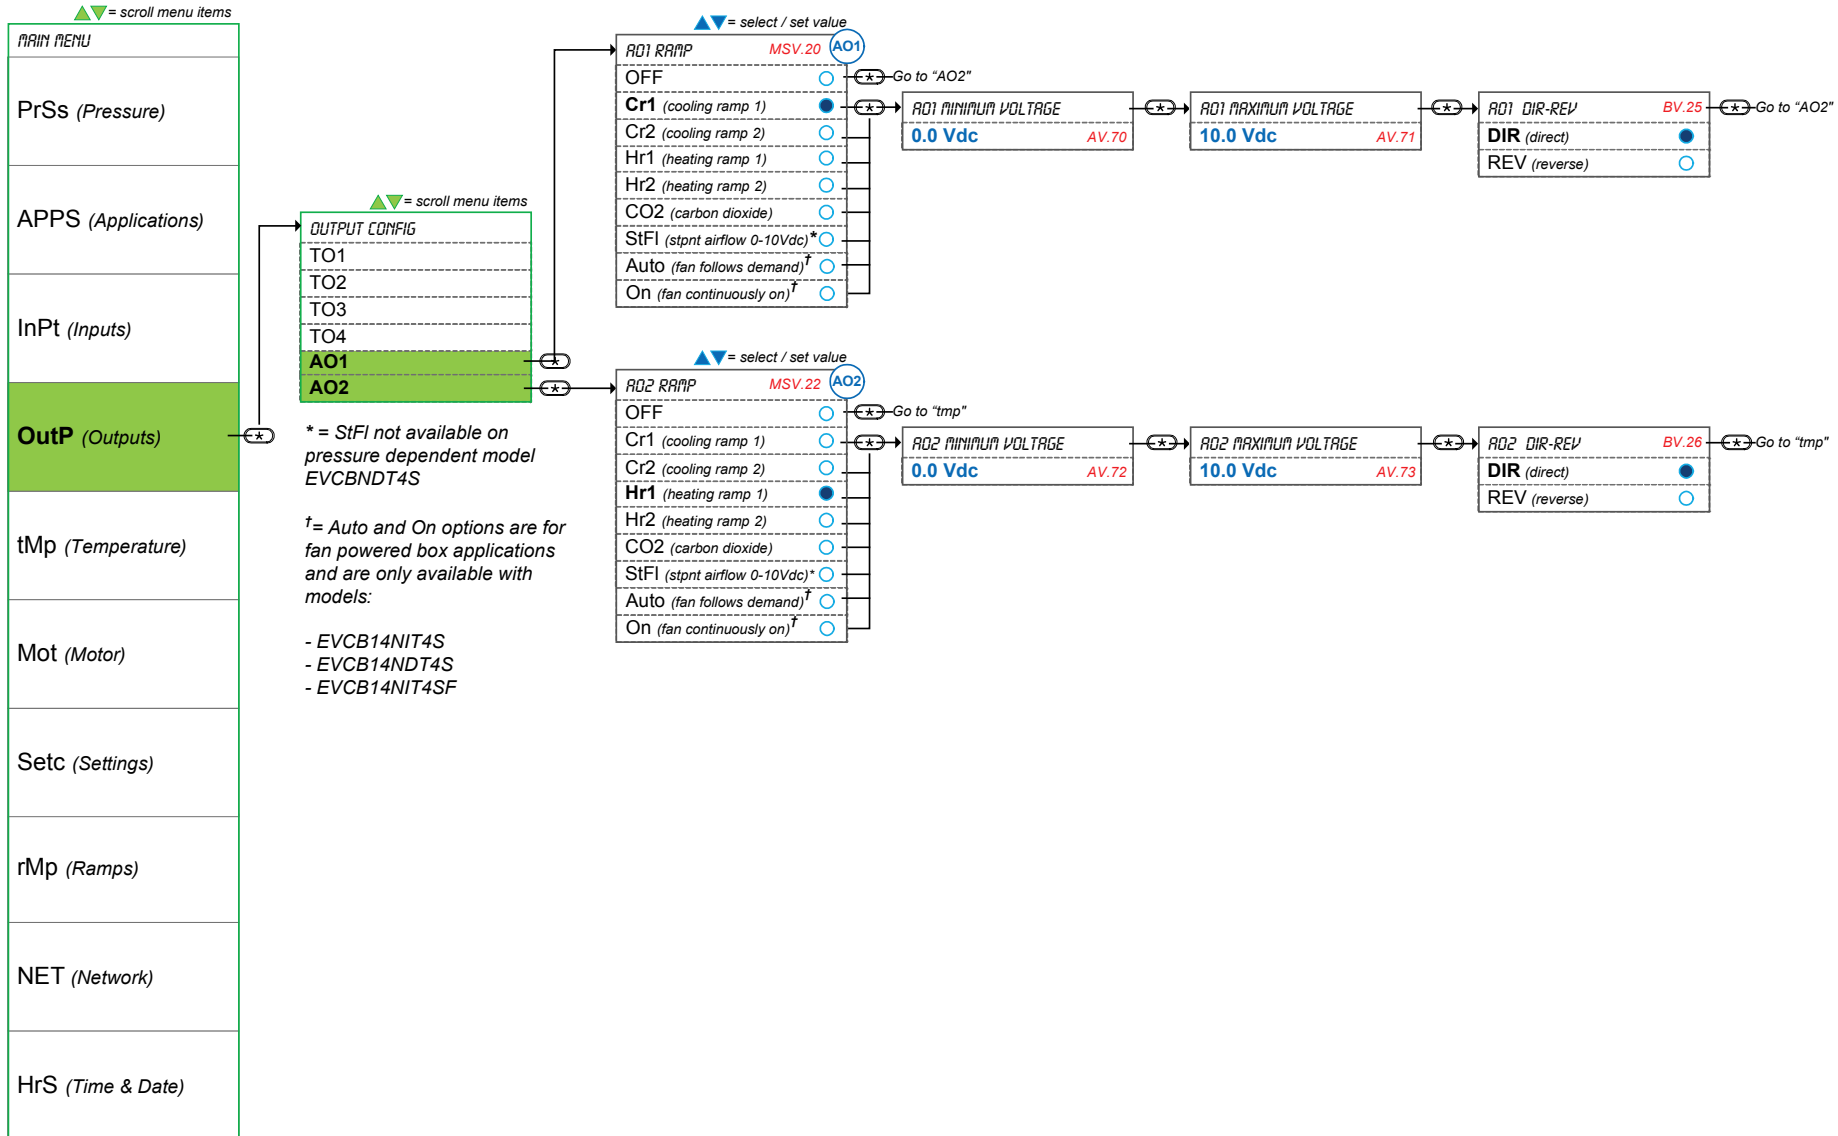 = scroll menu items
MAIN MENU
PrSs (Pressure)
APPS (Applications)
InPt (Inputs)
OutP (Outputs)
*
tMp (Temperature)
Mot (Motor)
Setc (Settings)
rMp (Ramps)
NET (Network)
HrS (Time & Date)
= scroll menu items
OUTPUT CONFIG
TO1
TO2
TO3
TO4
AO1 *
AO2 *
* = StFl not available on
pressure dependent model
EVCBNDT4S
†= Auto and On options are for
fan powered box applications
and are only available with
models:
- EVCB14NIT4S
- EVCB14NDT4S
- EVCB14NIT4SF
= select / set value
AO1 RAMP MSV.20 AO1
OFF * Go to “AO2"
Cr1 (cooling ramp 1) *
Cr2 (cooling ramp 2)
Hr1 (heating ramp 1)
Hr2 (heating ramp 2)
CO2 (carbon dioxide)
StFl (stpnt airflow 0-10Vdc)*
Auto (fan follows demand)†
On (fan continuously on)†
AO1 MINIMUM VOLTAGE *
0.0 Vdc AV.70
AO1 MAXIMUM VOLTAGE *
10.0 Vdc AV.71
AO1 DIR-REV BV.25 * Go to “AO2"
DIR (direct)
REV (reverse)
= select / set value
AO2 RAMP MSV.22 AO2
OFF * Go to “tmp"
Cr1 (cooling ramp 1) *
Cr2 (cooling ramp 2)
Hr1 (heating ramp 1)
Hr2 (heating ramp 2)
CO2 (carbon dioxide)
StFl (stpnt airflow 0-10Vdc)*
Auto (fan follows demand)†
On (fan continuously on)†
AO2 MINIMUM VOLTAGE *
0.0 Vdc AV.72
AO2 MAXIMUM VOLTAGE *
10.0 Vdc AV.73
AO2 DIR-REV BV.26 * Go to “tmp"
DIR (direct)
REV (reverse)